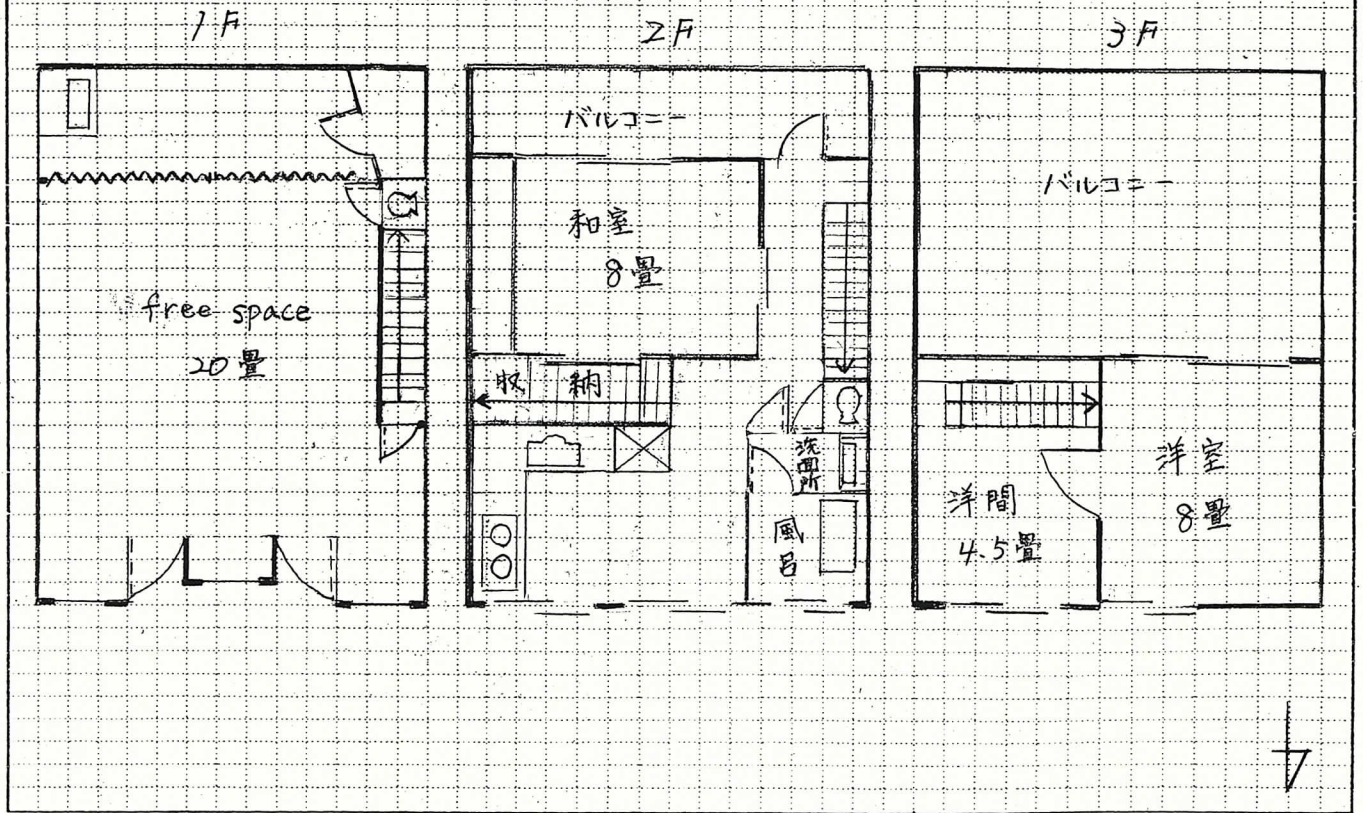 1F
free space
20畳
2F
バルコニー
和室
8畳
収納
洗面所
風呂
3F
バルコニー
洋間
4.5畳
洋室
8畳